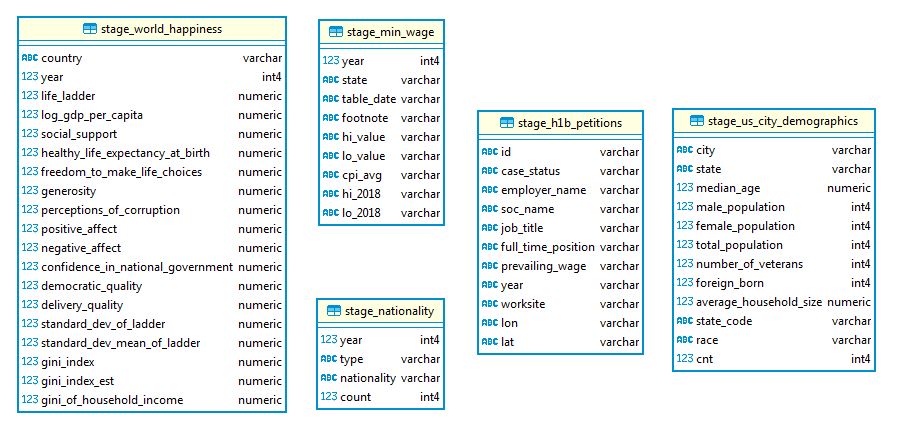 stage_world_happiness
ABC country varchar
123 year int4
123 life_ladder numeric
123 log_gdp_per_capita numeric
123 social_support numeric
123 healthy_life_expectancy_at_birth numeric
123 freedom_to_make_life_choices numeric
123 generosity numeric
123 perceptions_of_corruption numeric
123 positive_affect numeric
123 negative_affect numeric
123 confidence_in_national_government numeric
123 democratic_quality numeric
123 delivery_quality numeric
123 standard_dev_of_ladder numeric
123 standard_dev_mean_of_ladder numeric
123 gini_index numeric
123 gini_index_est numeric
123 gini_of_household_income numeric
stage_min_wage
123 year int4
ABC state varchar
ABC table_date varchar
ABC footnote varchar
ABC hi_value varchar
ABC lo_value varchar
ABC cpi_avg varchar
ABC hi_2018 varchar
ABC lo_2018 varchar
stage_nationality
123 year int4
ABC type varchar
ABC nationality varchar
123 count int4
stage_h1b_petitions
ABC id varchar
ABC case_status varchar
ABC employer_name varchar
ABC soc_name varchar
ABC job_title varchar
ABC full_time_position varchar
ABC prevailing_wage varchar
ABC year varchar
ABC worksite varchar
ABC lon varchar
ABC lat varchar
stage_us_city_demographics
ABC city varchar
ABC state varchar
123 median_age numeric
123 male_population int4
123 female_population int4
123 total_population int4
123 number_of_veterans int4
123 foreign_born int4
123 average_household_size numeric
ABC state_code varchar
ABC race varchar
123 cnt int4